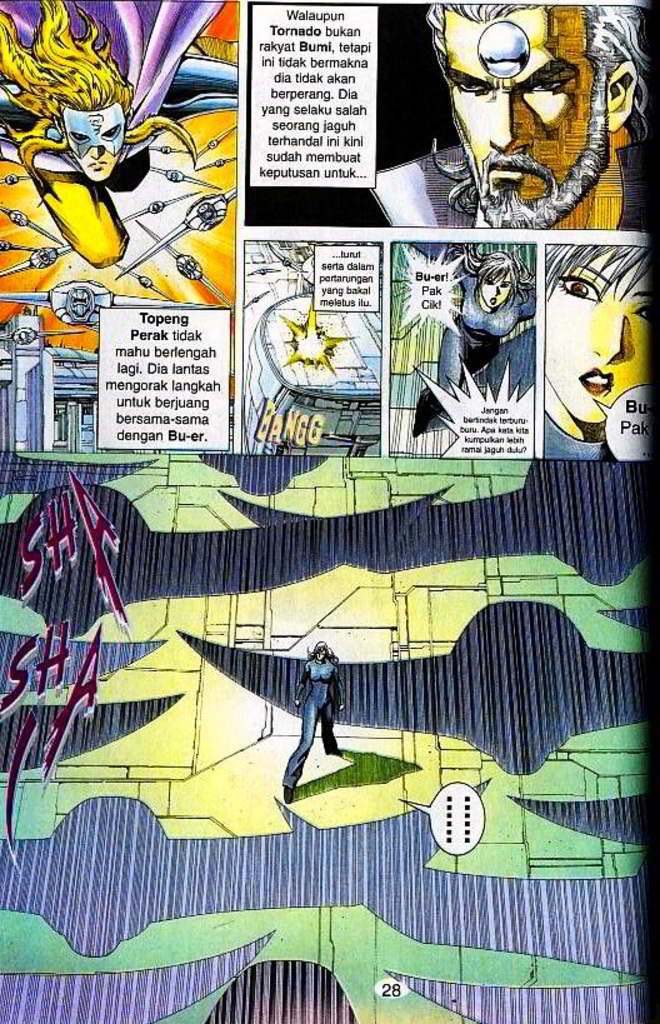 Walaupun
Tornado bukan
rakyat Bumi, tetapi
ini tidak bermakna
dia tidak akan
berperang. Dia
yang selaku salah
seorang jaguh
terhandal ini kini
sudah membuat
keputusan untuk...
Topeng
Perak tidak
mahu berlengah
lagi. Dia lantas
mengorak langkah
untuk berjuang
bersama-sama
dengan Bu-er.
...turut
serta dalam
pertarungan
yang bakal
meletus itu.
BANGG
Bu-er!
Pak
Cik!
Jangan
bertindak terburu-
buru. Apa kata kita
kumpulkan lebih
ramai jaguh dulu?
Bu-
Pak
SHA
SHA
28